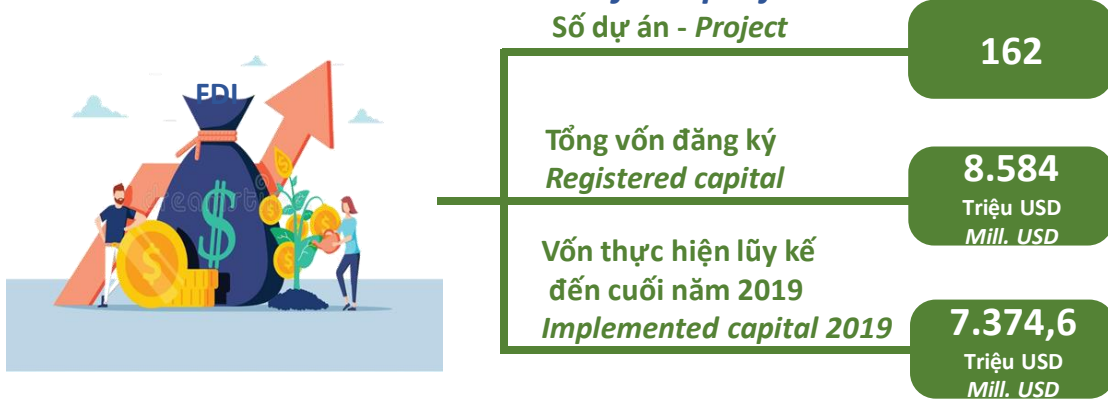 Số dự án - Project
162
FDI
Tổng vốn đăng ký
Registered capital
8.584
Triệu USD
Mill. USD
Vốn thực hiện lũy kế
đến cuối năm 2019
Implemented capital 2019
7.374,6
Triệu USD
Mill. USD